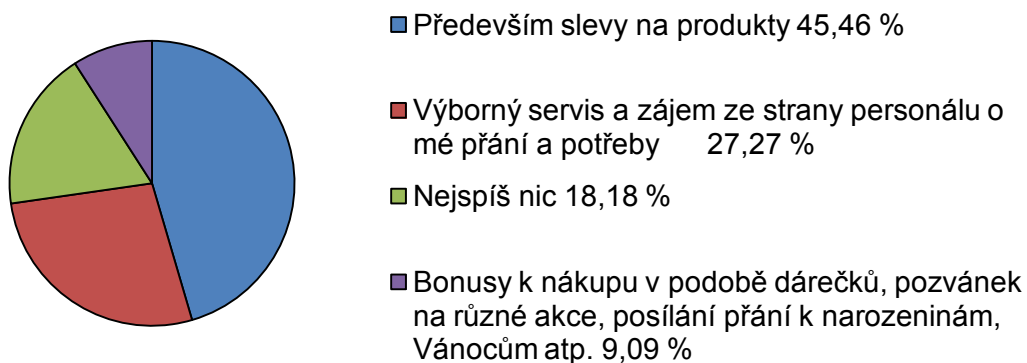 Především slevy na produkty 45,46 %
Výborný servis a zájem ze strany personálu o
mé přání a potřeby 27,27 %
Nejspíš nic 18,18 %
Bonusy k nákupu v podobě dárečků, pozvánek
na různé akce, posílání přání k narozeninám,
Vánocům atp. 9,09 %